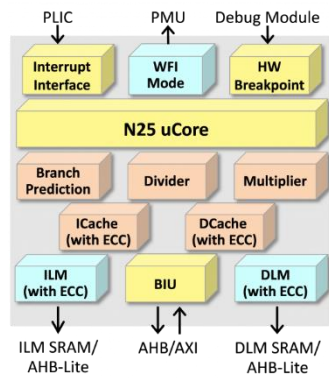 PLIC PMU Debug Module
Interrupt
Interface
WFI
Mode
HW
Breakpoint
N25 uCore
Branch
Prediction
Divider
Multiplier
ICache
(with ECC)
DCache
(with ECC)
ILM
(with ECC)
BIU
DLM
(with ECC)
ILM SRAM/
AHB-Lite
AHB/AXI
DLM SRAM/
AHB-Lite